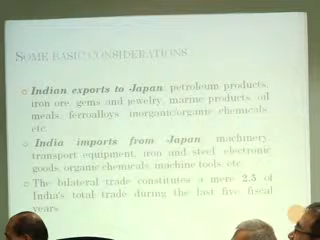 SOME BASIC CONSIDERATIONS
Indian exports to Japan: petroleum products,
iron ore gems and jewelry, marine products, oil
meals, ferroalloys inorganic/organic chemicals,
etc
India imports from Japan: machinery,
transport equipment, iron and steel electronic
goods, organic chemicals, machine tools, etc
The bilateral trade constitutes a mere 2.5 of
India's total trade during the last five fiscal
years